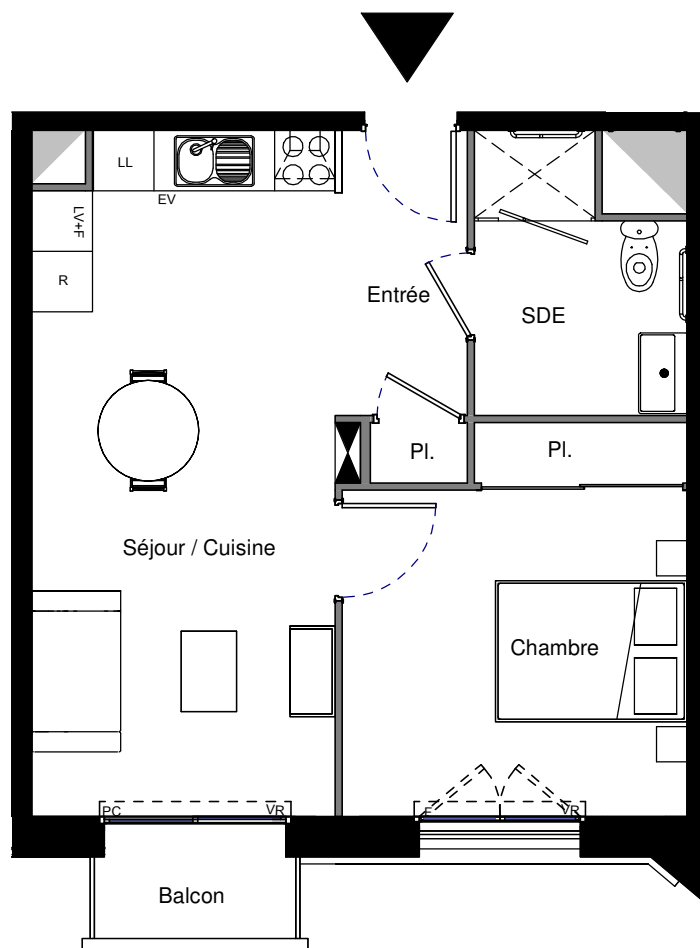 LL
EV
LV+F
R
Entrée
SDE
Pl.
Pl.
Séjour / Cuisine
Chambre
PC
VR
F
VR
Balcon